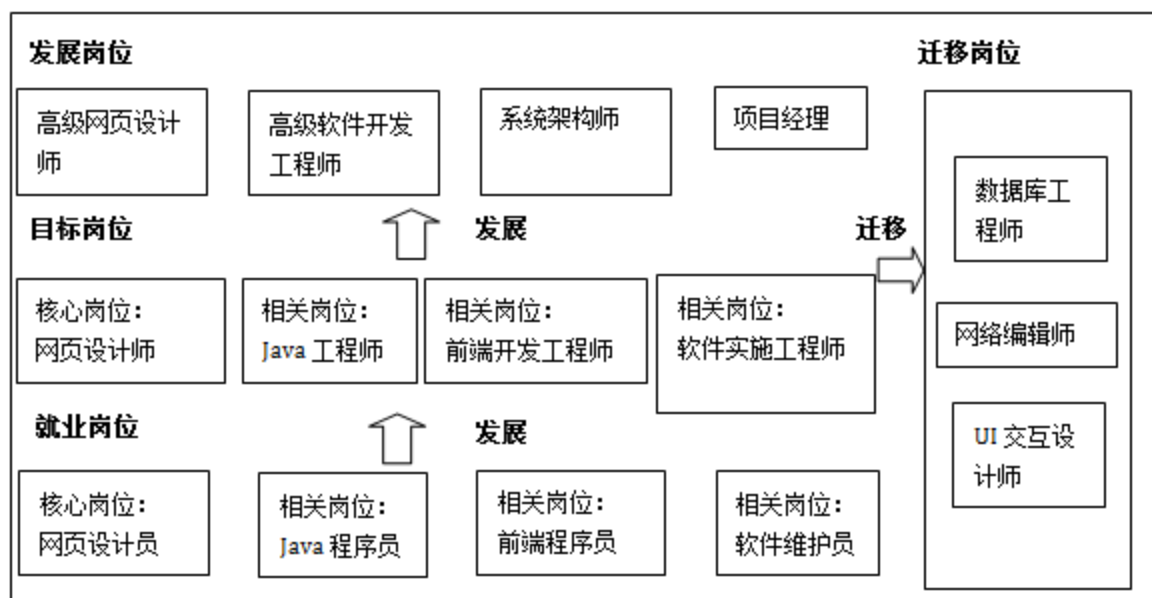 发展岗位
迁移岗位
高级网页设计
师
高级软件开发
工程师
系统架构师
项目经理
数据库工
程师
目标岗位
发展
迁移
核心岗位：
网页设计师
相关岗位：
Java 工程师
相关岗位：
前端开发工程师
相关岗位：
软件实施工程师
网络编辑师
就业岗位
发展
UI 交互设
计师
核心岗位：
网页设计员
相关岗位：
Java 程序员
相关岗位：
前端程序员
相关岗位：
软件维护员